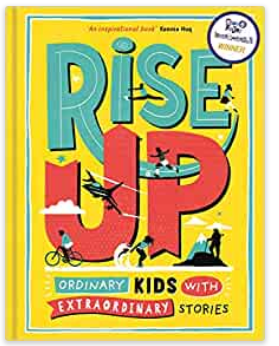 'An inspirational book' Konnie Huq
WINNER
RISE
UP
ORDINARY KIDS WITH
EXTRAORDINARY STORIES